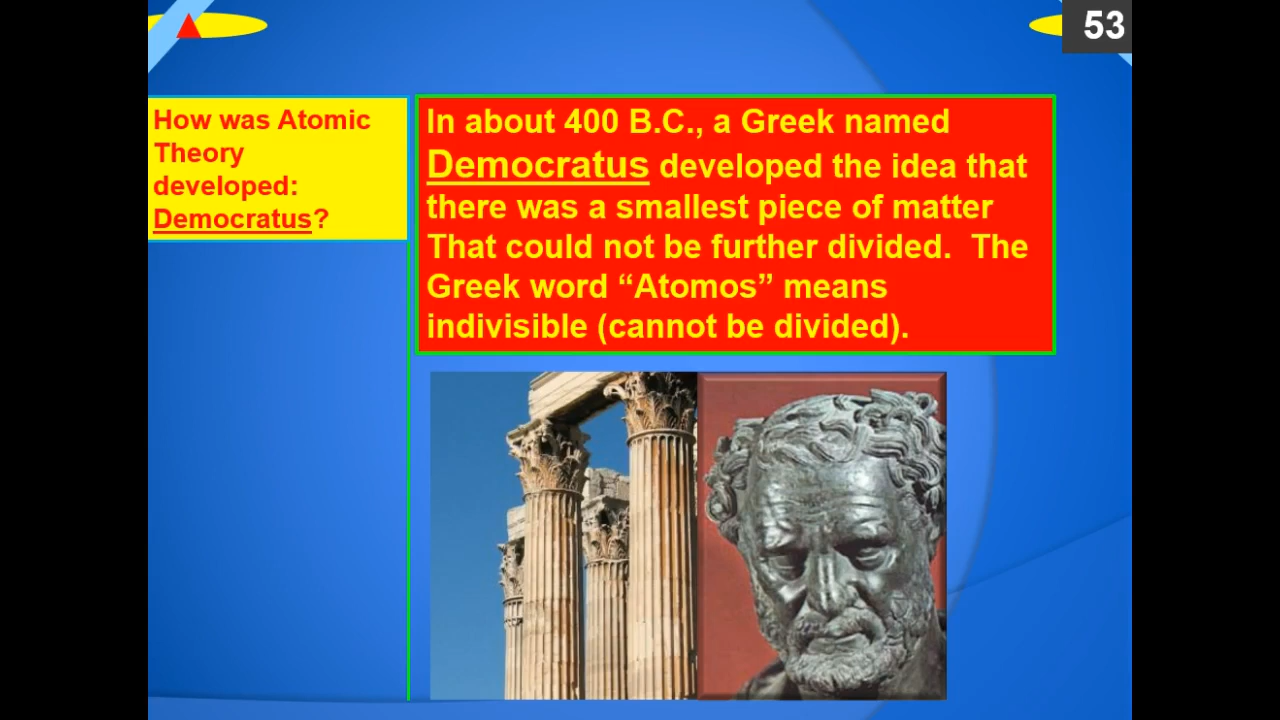 53
How was Atomic
Theory
developed:
Democratus?
In about 400 B.C., a Greek named
Democratus developed the idea that
there was a smallest piece of matter
That could not be further divided.  The
Greek word “Atomos” means
indivisible (cannot be divided).